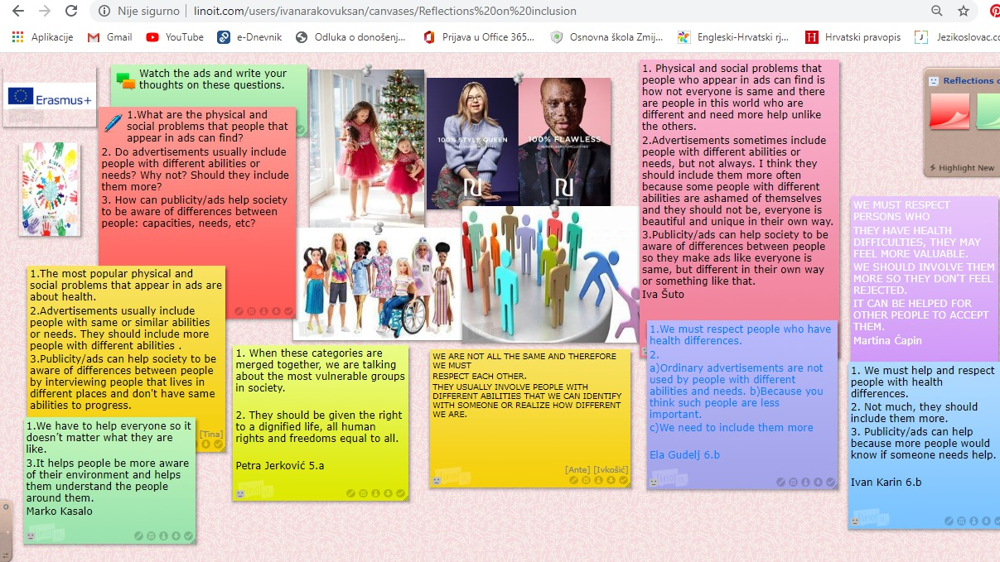 Nije sigurno
linoit.com/users/ivanarakovuksan/canvases/Reflections%20on%20inclusion
Aplikacije
Gmail
YouTube
e-Dnevnik
Odluka o donošenj...
Prijava u Office 365...
Osnovna škola Zmij...
Engleski-Hrvatski rj...
Hrvatski pravopis
Jezikoslovac.co
Erasmus+
Watch the ads and write your
thoughts on these questions.
1.What are the physical and
social problems that people that
appear in ads can find?
2. Do advertisements usually include
people with different abilities or
needs? Why not? Should they include
them more?
3. How can publicity/ads help society
to be aware of differences between
people: capacities, needs, etc?
100% STYLE QUEEN
100% FLAWLESS
1. Physical and social problems that
people who appear in ads can find is
how not everyone is same and there
are people in this world who are
different and need more help unlike
the others.
2.Advertisements sometimes include
people with different abilities or
needs, but not always. I think they
should include them more often
because some people with different
abilities are ashamed of themselves
and they should not be, everyone is
beautiful and unique in their own way.
3.Publicity/ads can help society to be
aware of differences between people
so they make ads like everyone is
same, but different in their own way
or something like that.
Iva Šuto
Reflections o
Highlight New
WE MUST RESPECT
PERSONS WHO
THEY HAVE HEALTH
DIFFICULTIES, THEY MAY
FEEL MORE VALUABLE.
WE SHOULD INVOLVE THEM
MORE SO THEY DON'T FEEL
REJECTED.
IT CAN BE HELPED FOR
OTHER PEOPLE TO ACCEPT
THEM.
Martina Ćapin
1.The most popular physical and
social problems that appear in ads are
about health.
2.Advertisements usually include
people with same or similar abilities
or needs. They should include more
people with different abilities .
3.Publicity/ads can help society to be
aware of differences between people
by interviewing people that lives in
different places and don't have same
abilities to progress.
[Tina]
1.We have to help everyone so it
doesn't matter what they are
like.
3.It helps people be more aware
of their environment and helps
them understand the people
around them.
Marko Kasalo
1. When these categories are
merged together, we are talking
about the most vulnerable groups
in society.
2. They should be given the right
to a dignified life, all human
rights and freedoms equal to all.
Petra Jerković 5.a
WE ARE NOT ALL THE SAME AND THEREFORE
WE MUST
RESPECT EACH OTHER.
THEY USUALLY INVOLVE PEOPLE WITH
DIFFERENT ABILITIES THAT WE CAN IDENTIFY
WITH SOMEONE OR REALIZE HOW DIFFERENT
WE ARE.
[Ante] [Ivkošić]
1.We must respect people who have
health differences.
2.
a)Ordinary advertisements are not
used by people with different
abilities and needs. b)Because you
think such people are less
important.
c)We need to include them more
Ela Gudelj 6.b
1. We must help and respect
people with health
differences.
2. Not much, they should
include them more.
3. Publicity/ads can help
because more people would
know if someone needs help.
Ivan Karin 6.b